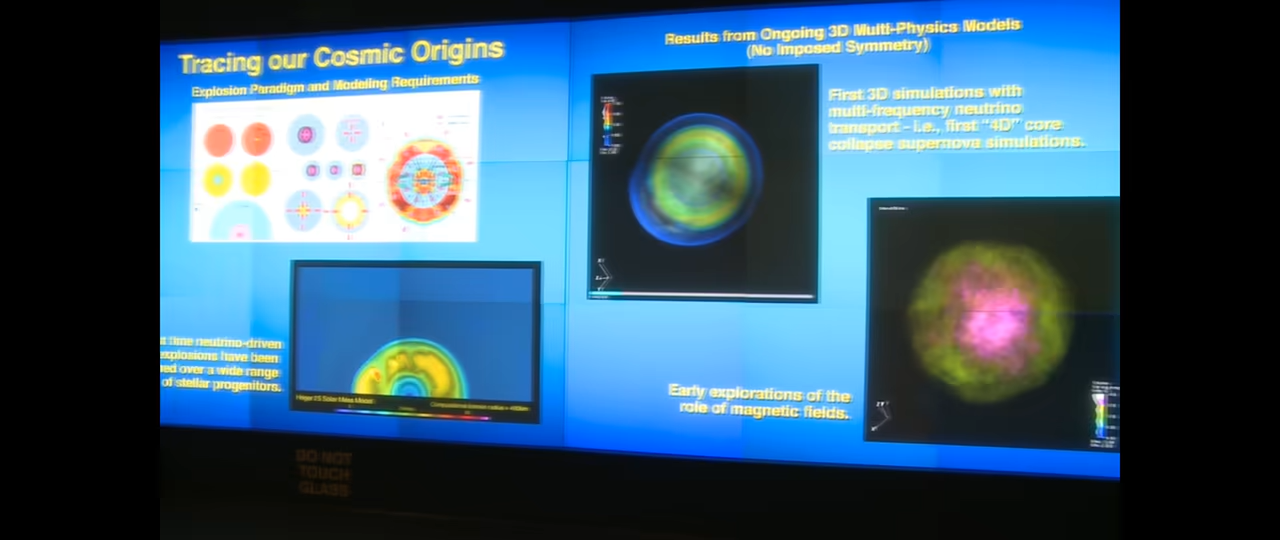 Tracing our Cosmic Origins
Explosion Paradigm and Modeling Requirements
time neutrino-driven
explosions have been
over a wide range
of stellar progenitors.
Results from Ongoing 3D Multi-Physics Models
(No Imposed Symmetry)
First 3D simulations with
multi-frequency neutrino
transport - i.e., first "4D" core
collapse supernova simulations.
Early explorations of the
role of magnetic fields.
DO NOT
TOUCH
GLASS